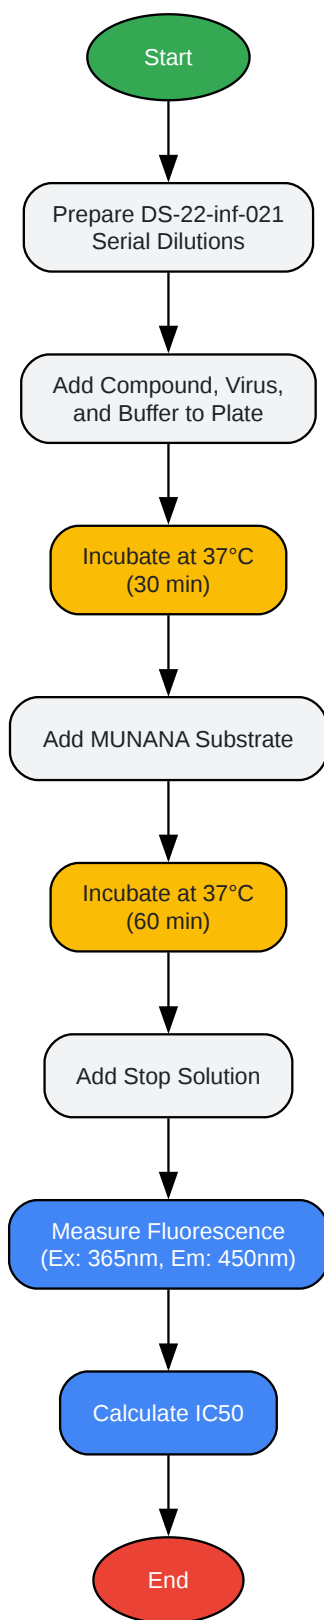 Start
Prepare DS-22-inf-021
Serial Dilutions
Add Compound, Virus,
and Buffer to Plate
Incubate at 37°C
(30 min)
Add MUNANA Substrate
Incubate at 37°C
(60 min)
Add Stop Solution
Measure Fluorescence
(Ex: 365nm, Em: 450nm)
Calculate IC50
End